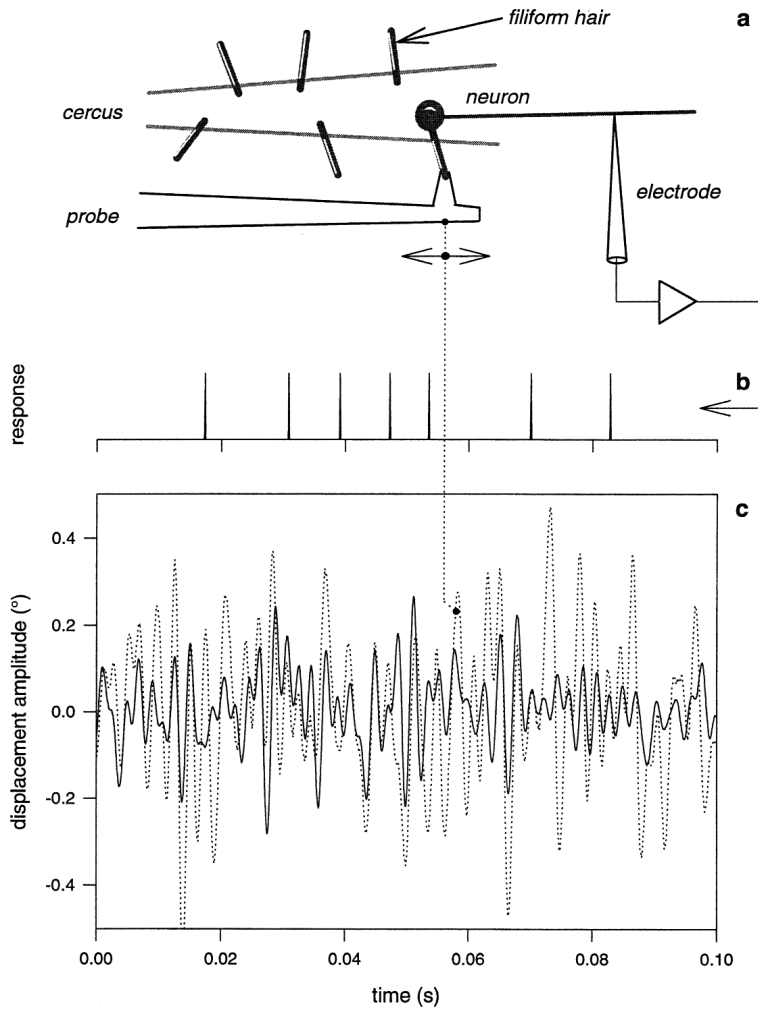 filiform hair
a
cercus
neuron
probe
electrode
response
b
c
displacement amplitude (°)
0.4
0.2
0.0
-0.2
-0.4
0.00 0.02 0.04 0.06 0.08 0.10
time (s)